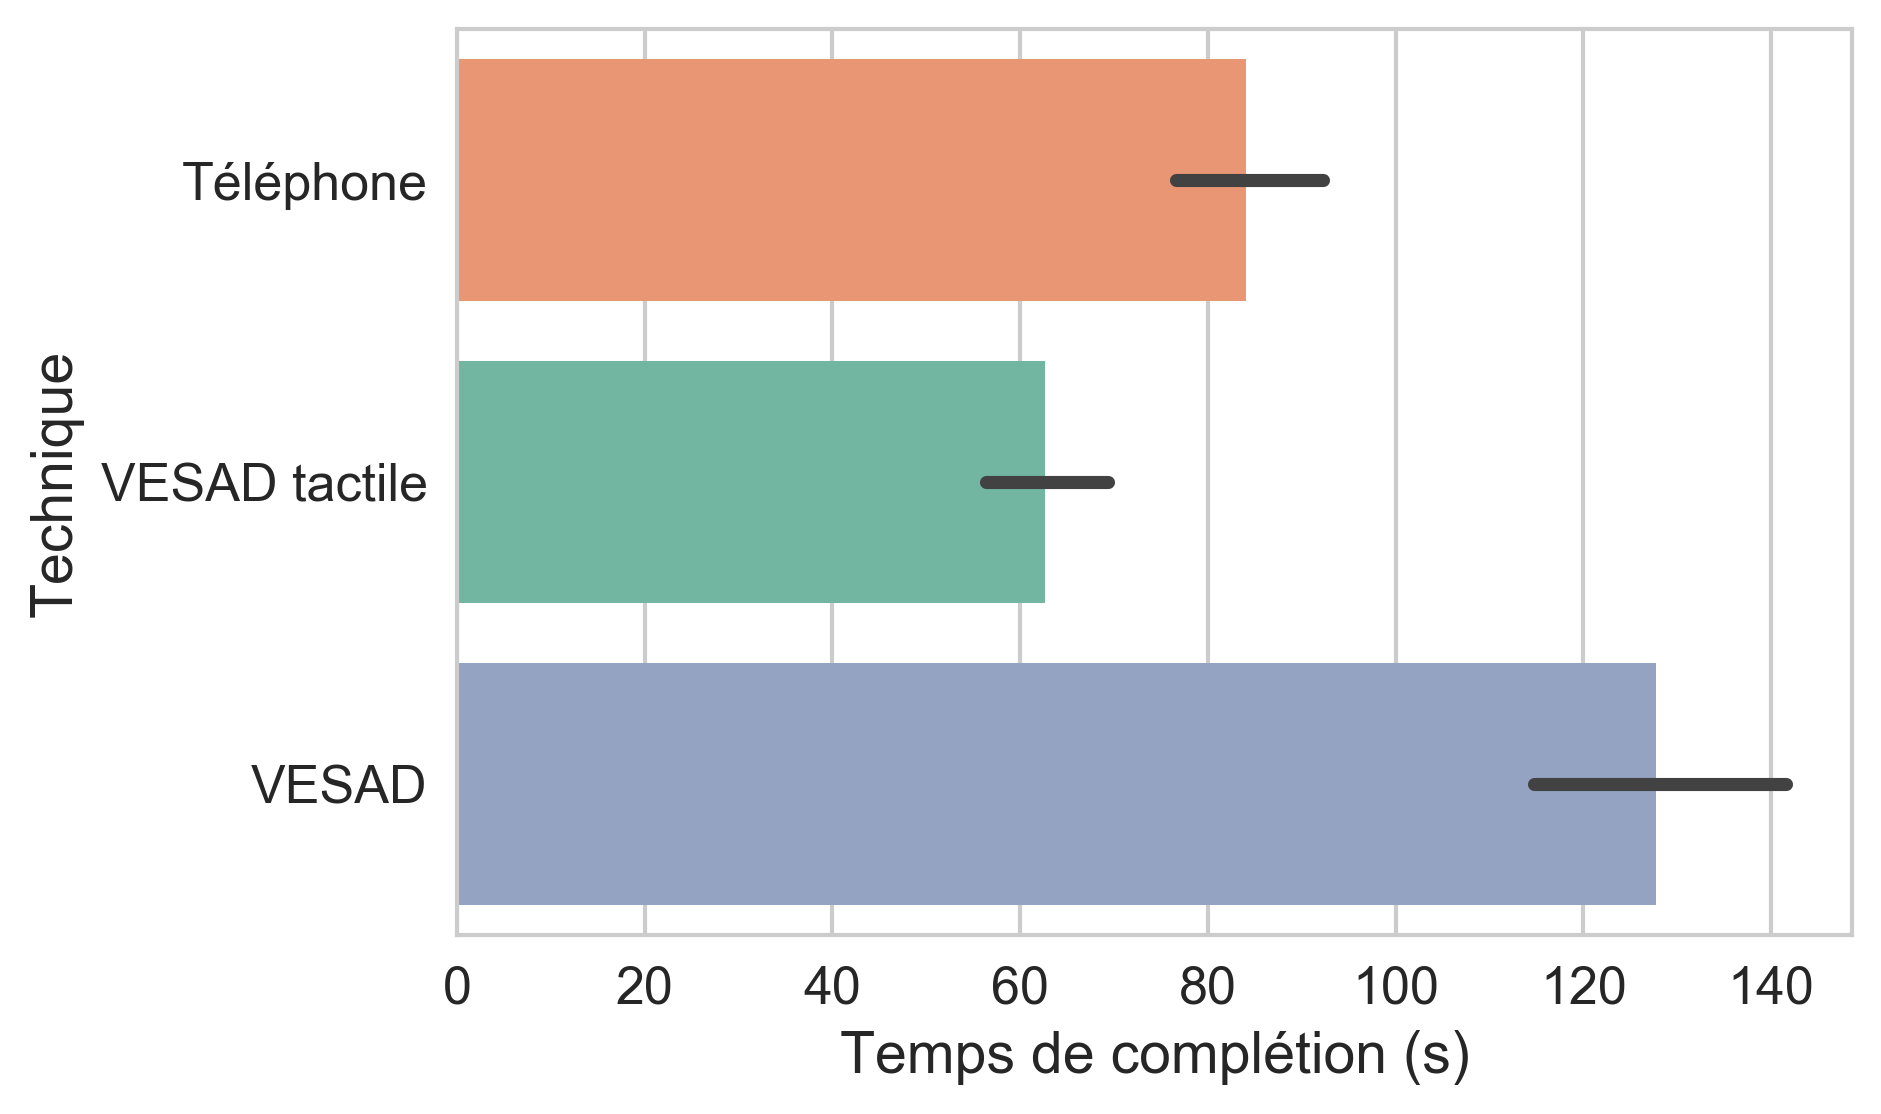 Technique
Téléphone
VESAD tactile
VESAD
0 20 40 60 80 100 120 140
Temps de complétion (s)